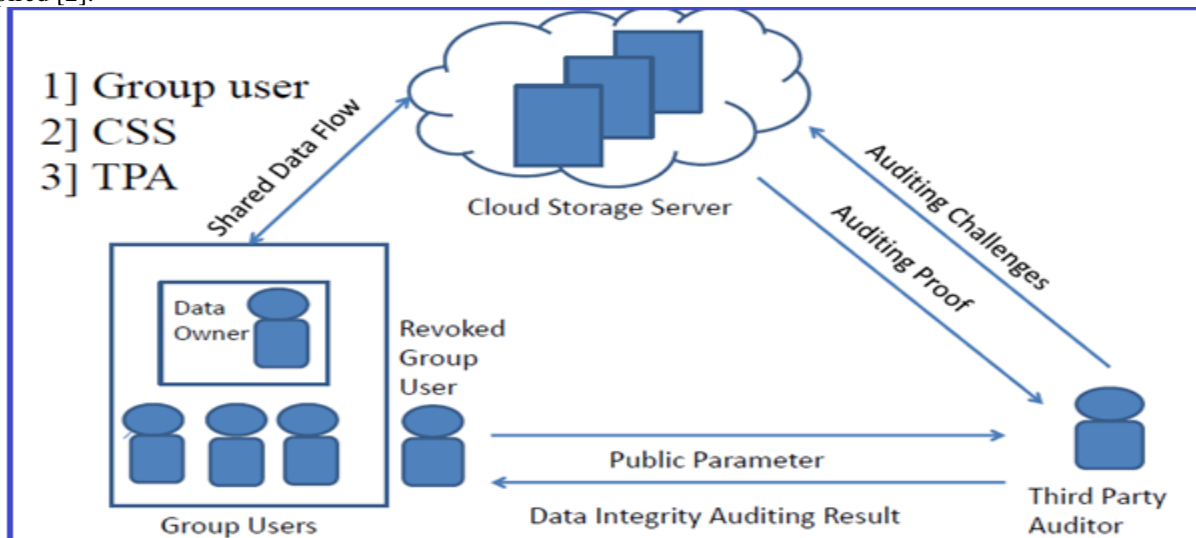 1] Group user
2] CSS
3] TPA
Shared Data Flow
Cloud Storage Server
Auditing Challenges
Auditing Proof
Data
Owner
Revoked
Group
User
Public Parameter
Data Integrity Auditing Result
Group Users
Third Party
Auditor